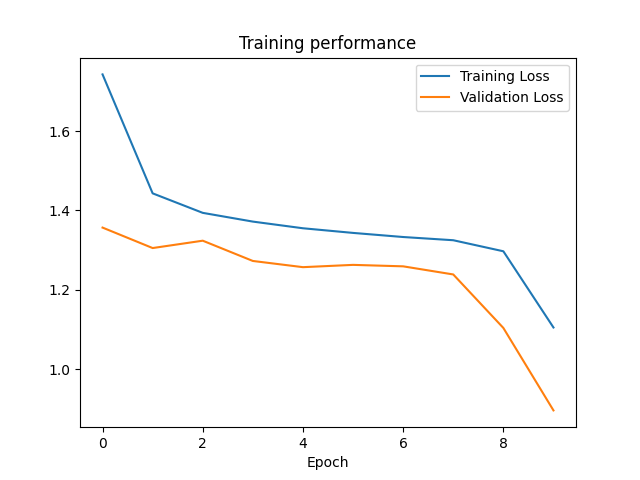 Training performance
Training Loss
Validation Loss
1.6
1.4
1.2
1.0
0 2 4 6 8
Epoch